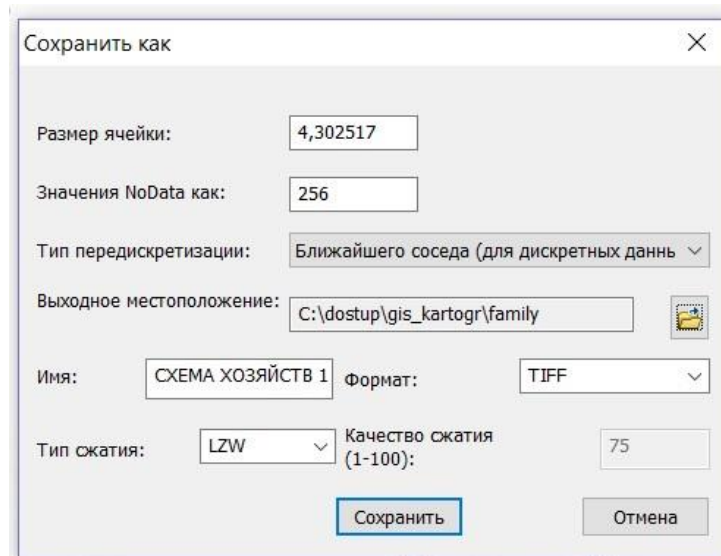 Сохранить как
Размер ячейки: 4,302517
Значения NoData как: 256
Тип передискретизации: Ближайшего соседа (для дискретных даннь
Выходное местоположение: C:\dostup\gis_kartogr\family
Имя: СХЕМА ХОЗЯЙСТВ 1 Формат: TIFF
Тип сжатия: LZW Качество сжатия
(1-100): 75
Сохранить Отмена